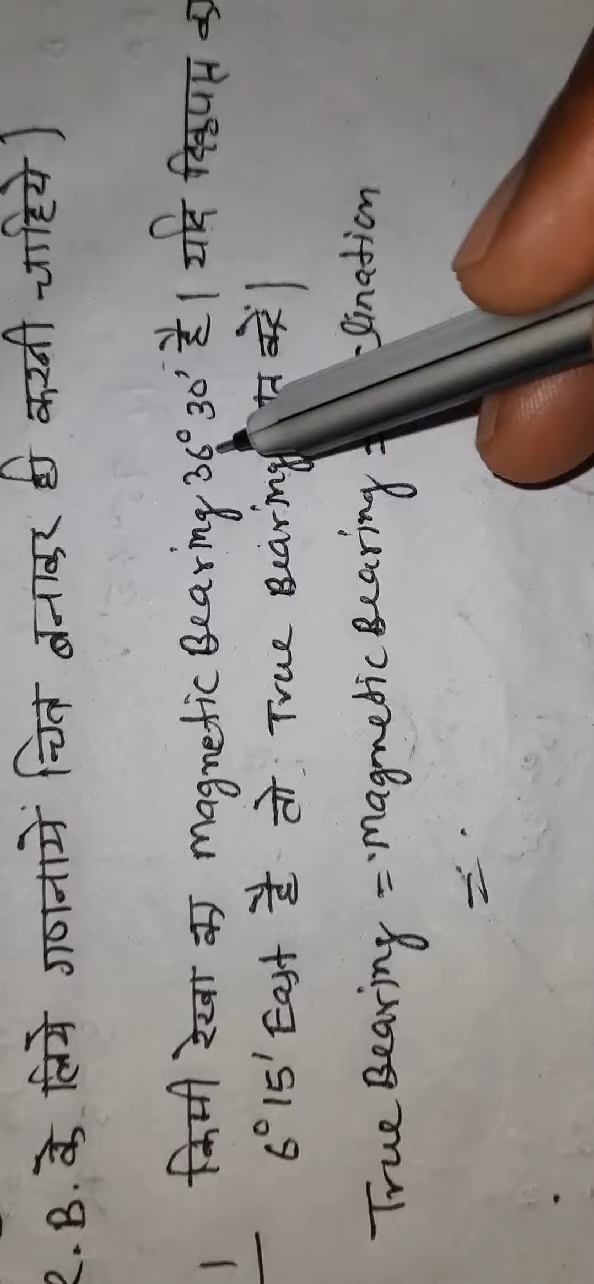 R.B. के लिये गणनायें चित्र बनाकर ही करनी चाहिये|
1 किसी रेखा का Magnetic Bearing 36° 30' है| यदि दिक्पात
6° 15' East है तो True Bearing करें|
True Bearing = Magnetic Bearing =
=